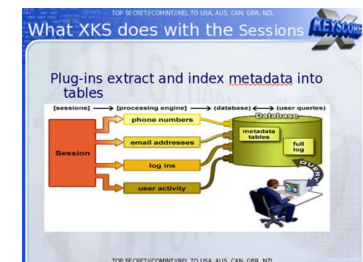 TOP SECRET//COMINT//REL TO USA, AUS, CAN, GBR, NZL
What XKS does with the Sessions
KEYSCORE
Plug-ins extract and index metadata into
tables
[sessions] [processing engine] (database) (user queries)
Database
phone numbers
metadata
tables
email addresses
full
log
Session
log ins
user activity
QUERY
TOP SECRET//COMINT//REL TO USA, AUS, CAN, GBR, NZL